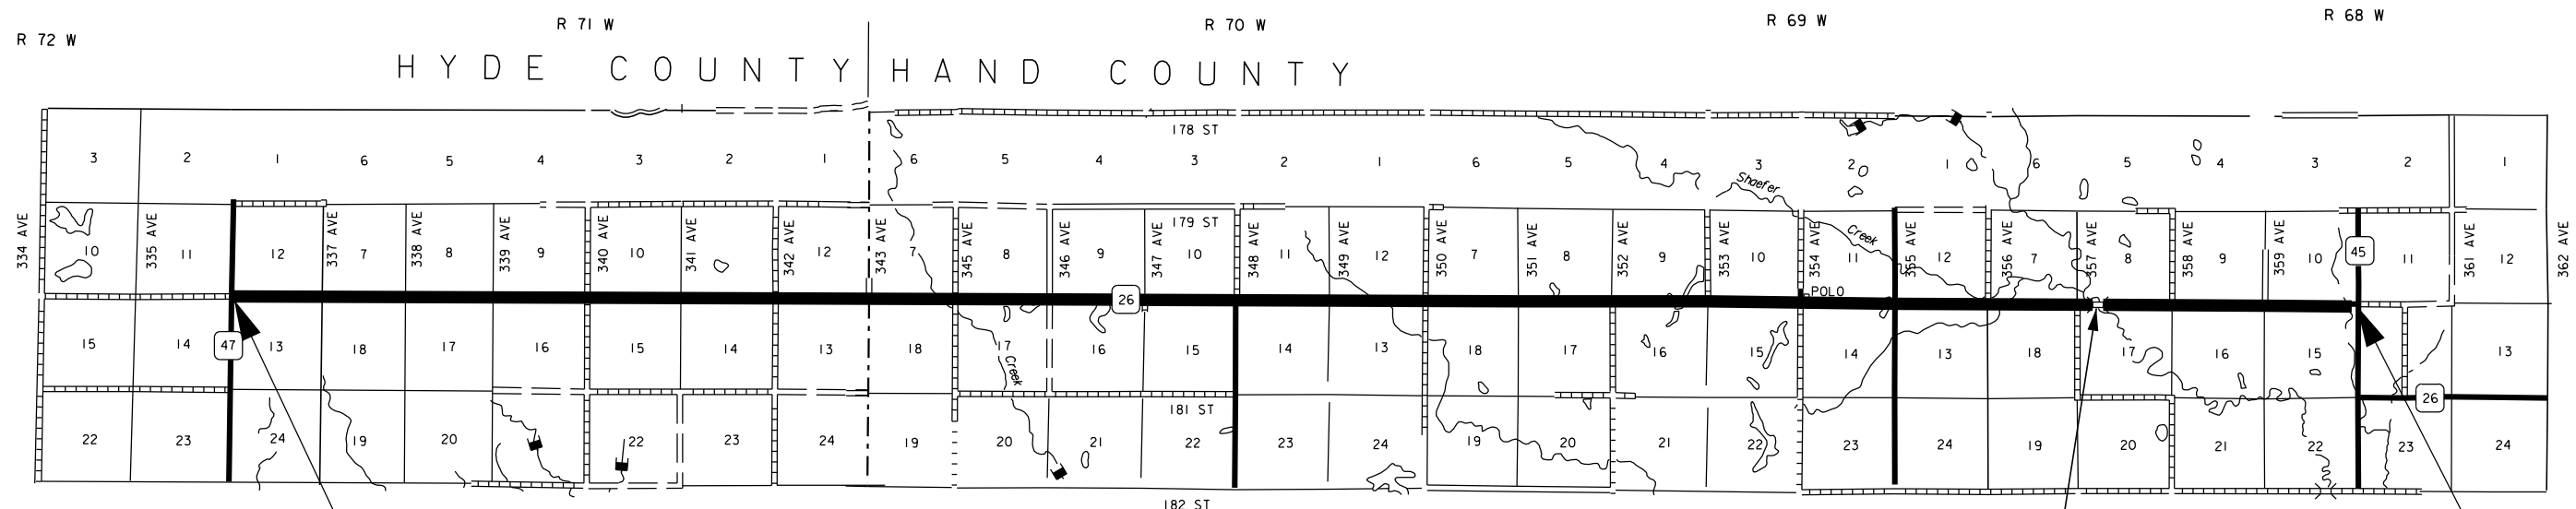 R 72 W
R 71 W
R 70 W
R 69 W
R 68 W
HYDE COUNTY HAND COUNTY
178 ST
3 2 1 6 5 4 3 2 1 6 5 4 3 2 1 6 5 4 3 2 1 6 5 4 3 2 1
Shaefer
334 AVE 335 AVE 337 AVE 338 AVE 339 AVE 340 AVE 341 AVE 342 AVE 343 AVE 345 AVE 346 AVE 347 AVE 348 AVE 349 AVE 350 AVE 351 AVE 352 AVE 353 AVE 354 AVE 355 AVE 356 AVE 357 AVE 358 AVE 359 AVE 361 AVE 362 AVE
179 ST
Creek
10 11 12 7 8 9 10 11 12 7 8 9 10 11 12 7 8 9 10 11 12 7 8 9 10 45 11 12
26
POLO
15 14 47 13 18 17 16 15 14 13 18 17 16 15 14 13 18 17 16 15 14 13 18 17 16 15 13
Creek
26
181 ST
22 23 24 19 20 22 23 24 19 20 21 22 23 24 19 20 21 22 23 24 19 20 21 22 23 24
182 ST